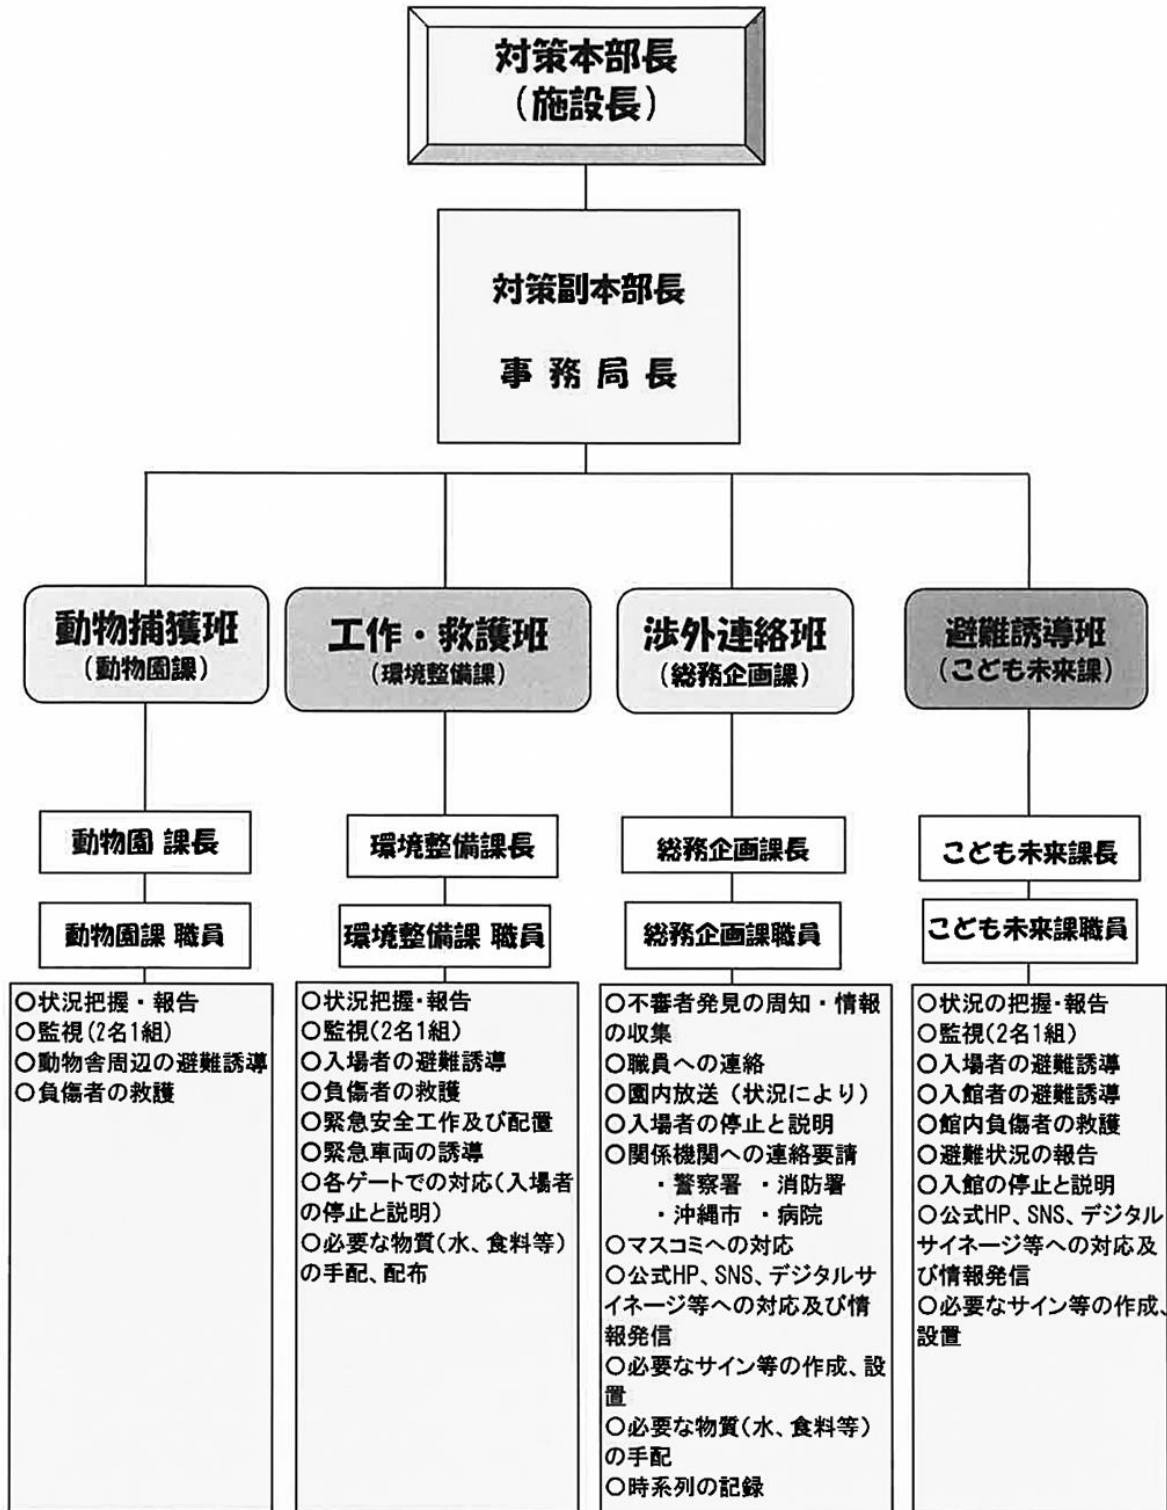 対策本部長
(施設長)
対策副本部長
事 務 局 長
動物捕獲班
(動物園課)
工作・救護班
(環境整備課)
渉外連絡班
(総務企画課)
避難誘導班
(こども未来課)
動物園 課長
環境整備課長
総務企画課長
こども未来課長
動物園課 職員
環境整備課 職員
総務企画課職員
こども未来課職員
○状況把握・報告
○監視(2名1組)
○動物舎周辺の避難誘導
○負傷者の救護
○状況把握・報告
○監視(2名1組)
○入場者の避難誘導
○負傷者の救護
○緊急安全工作及び配置
○緊急車両の誘導
○各ゲートでの対応(入場者
の停止と説明)
○必要な物質(水、食料等)
の手配、配布
○不審者発見の周知・情報
の収集
○職員への連絡
○園内放送(状況により)
○入場者の停止と説明
○関係機関への連絡要請
・警察署 ・消防署
・沖縄市 ・病院
○マスコミへの対応
○公式HP、SNS、デジタルサ
イネージ等への対応及び情
報発信
○必要なサイン等の作成、設
置
○必要な物質(水、食料等)
の手配
○時系列の記録
○状況の把握・報告
○監視(2名1組)
○入場者の避難誘導
○入館者の避難誘導
○館内負傷者の救護
○避難状況の報告
○入館の停止と説明
○公式HP、SNS、デジタル
サイネージ等への対応及
び情報発信
○必要なサイン等の作成、
設置